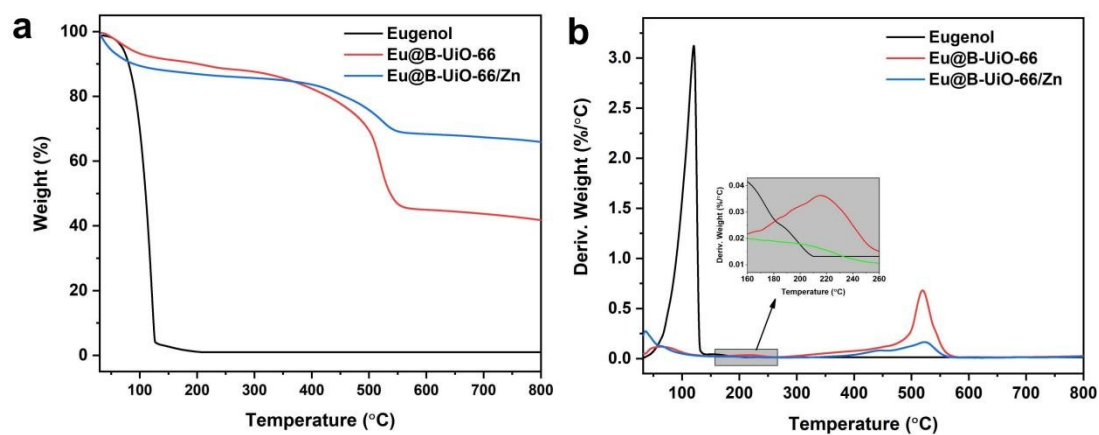 a
Eugenol
Eu@B-UiO-66
Eu@B-UiO-66/Zn
100
80
60
40
20
0
Weight (%)
100 200 300 400 500 600 700 800
Temperature (°C)
b
Eugenol
Eu@B-UiO-66
Eu@B-UiO-66/Zn
3.0
2.5
2.0
1.5
1.0
0.5
0.0
Deriv. Weight (%/°C)
0.04
0.03
0.02
0.01
Deriv. Weight (%/°C)
160 180 200 220 240 260
Temperature (°C)
100 200 300 400 500 600 700 800
Temperature (°C)